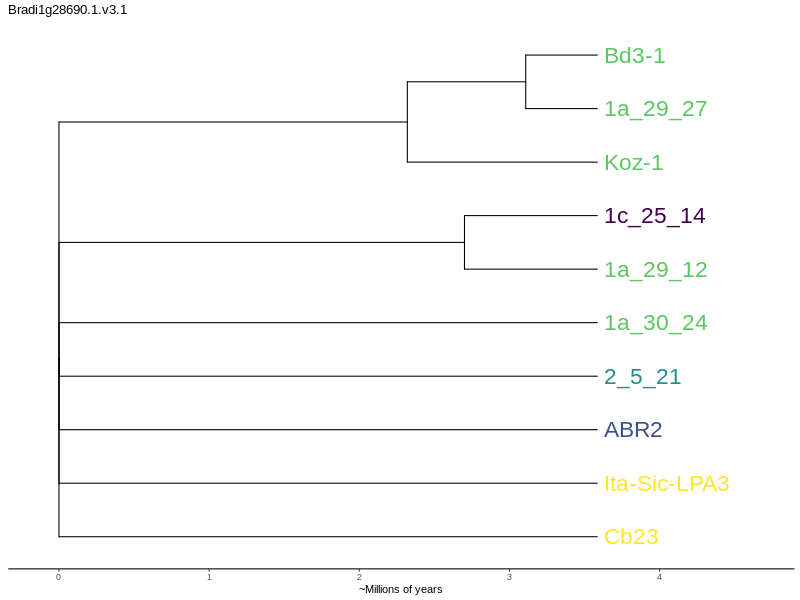 Bradi1g28690.1.v3.1
Bd3-1
1a_29_27
Koz-1
1c_25_14
1a_29_12
1a_30_24
2_5_21
ABR2
Ita-Sic-LPA3
Cb23
0 1 2 3 4
~Millions of years